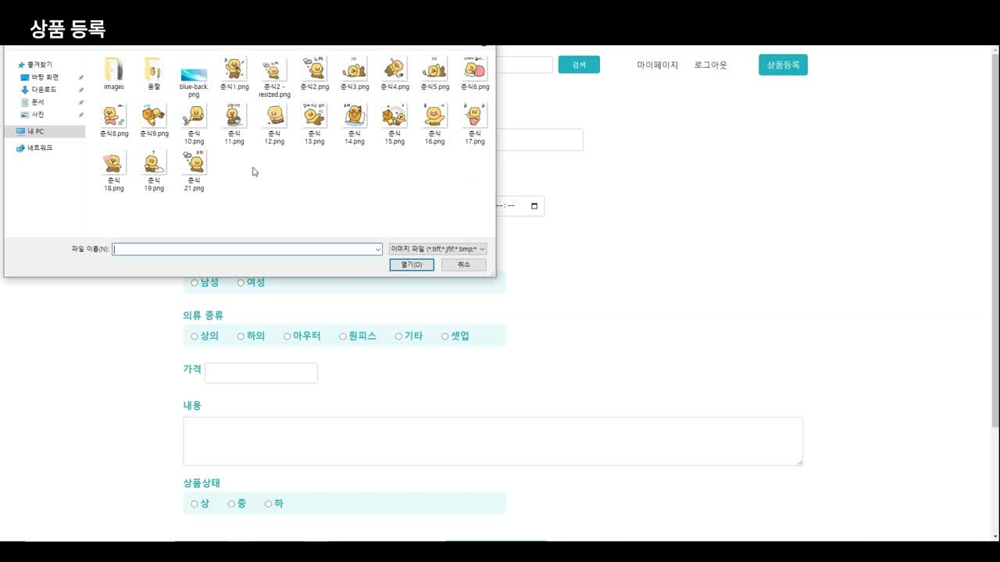 상품 등록
즐겨찾기
바탕 화면
다운로드
문서
사진
내 PC
네트워크
images
움짤
blue-back.
png
춘식1.png
춘식2 -
resized.png
춘식2.png
춘식3.png
춘식4.png
춘식5.png
춘식6.png
춘식8.png
춘식9.png
춘식
10.png
춘식
11.png
춘식
12.png
춘식
13.png
춘식
14.png
춘식
15.png
춘식
16.png
춘식
17.png
춘식
18.png
춘식
19.png
춘식
21.png
파일 이름(N):
이미지 파일 (*.tiff;*.jfif;*.bmp;*
열기(O)
취소
검색
마이페이지
로그아웃
상품등록
--:--
남성
여성
의류 종류
상의
하의
아우터
원피스
기타
셋업
가격
내용
상품상태
상
중
하